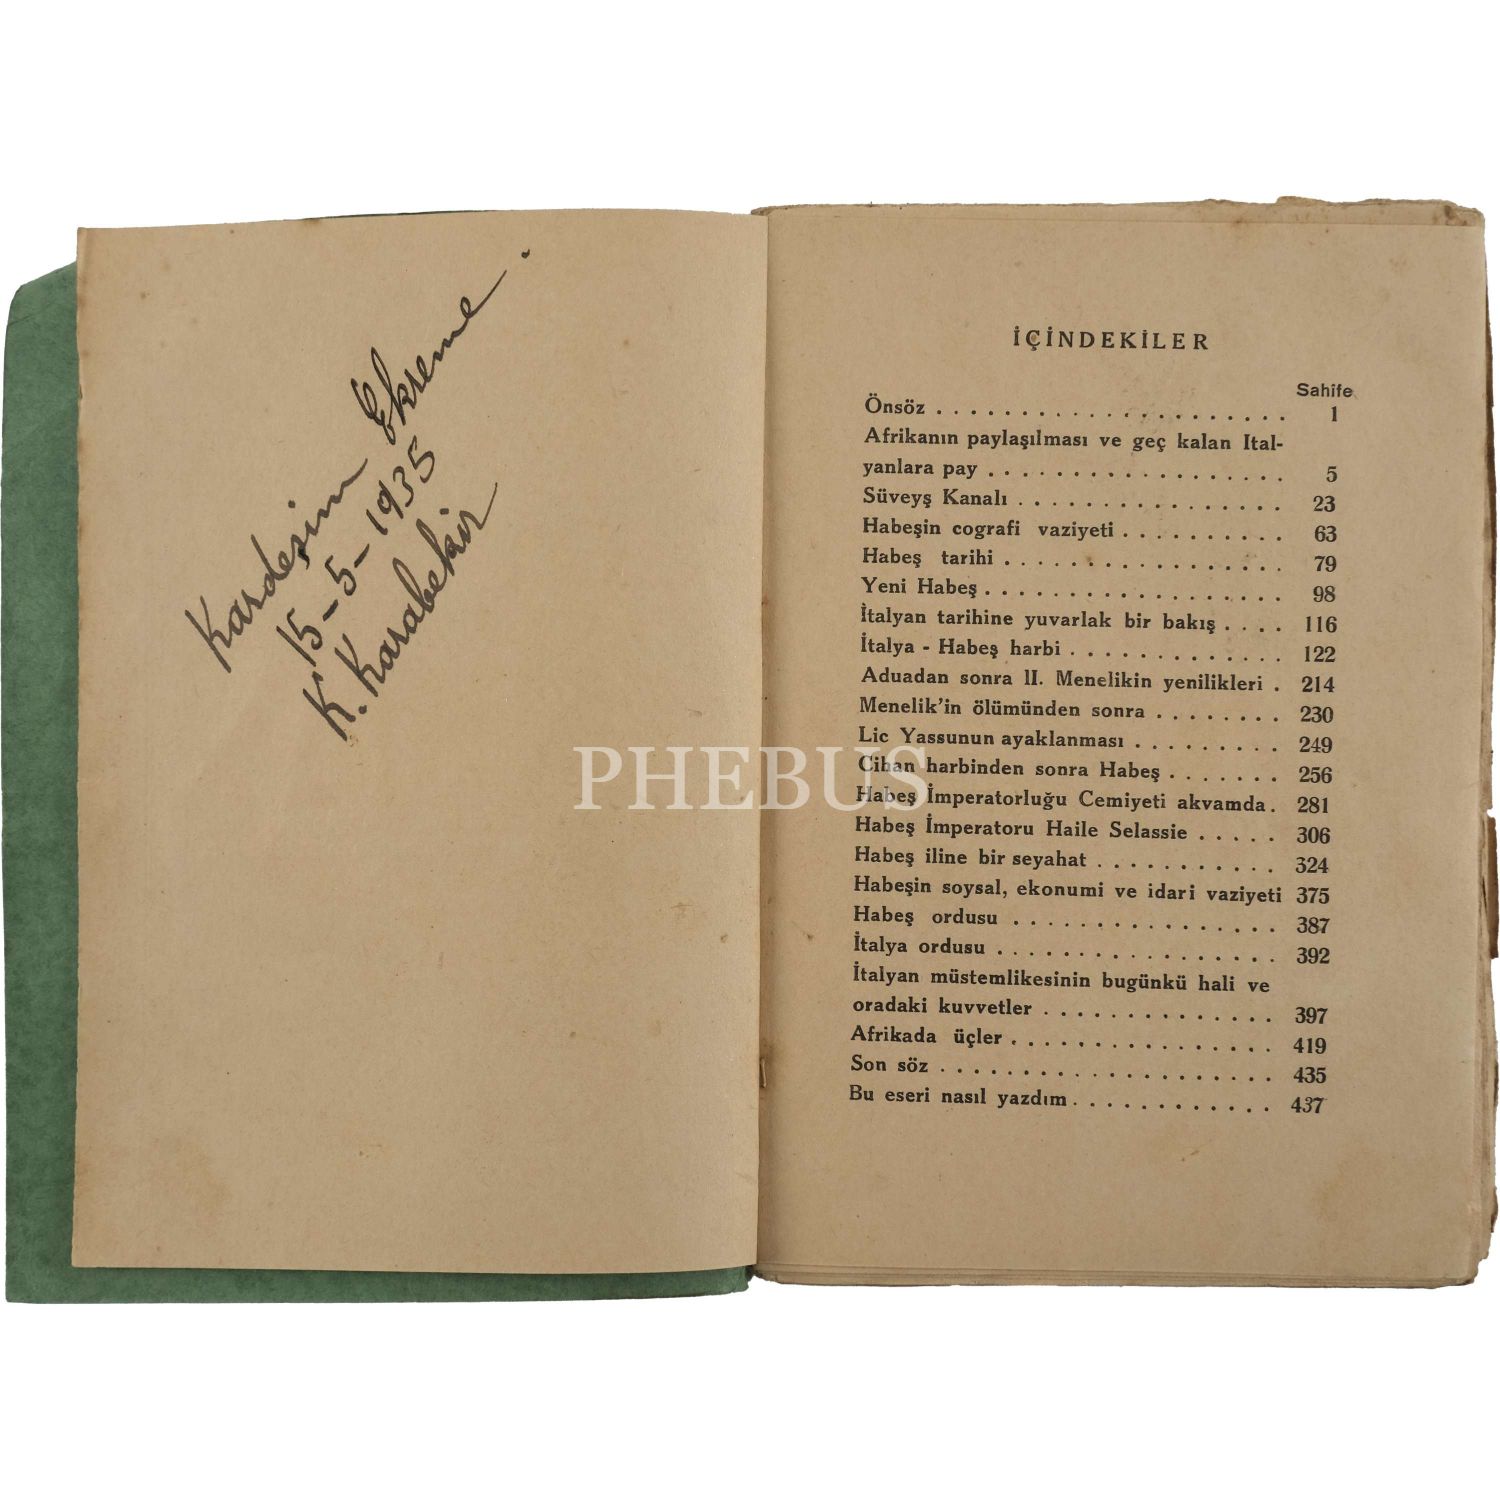 Kardeşim Ekreme.
15-5-1935
K. Karabekir
PHEBUS
İÇİNDEKİLER
Sahîfe
Önsöz . . . . . . . . . . . . . . . . . . . . . 1
Afrikanın paylaşılması ve geç kalan Ital-
yanlara pay . . . . . . . . . . . . . . . . . . 5
Süveyş Kanalı . . . . . . . . . . . . . . . . 23
Habeşin cografi vaziyeti . . . . . . . . . . 63
Habeş tarihi . . . . . . . . . . . . . . . . . 79
Yeni Habeş . . . . . . . . . . . . . . . . . . 98
İtalyan tarihine yuvarlak bir bakış . . . . 116
İtalya - Habeş harbi . . . . . . . . . . . . . 122
Aduadan sonra II. Menelikin yenilikleri . 214
Menelik'in ölümünden sonra . . . . . . . . 230
Lic Yassunun ayaklanması . . . . . . . . . 249
Cihan harbinden sonra Habeş . . . . . . . 256
Habeş İmperatorluğu Cemiyeti akvamda . 281
Habeş İmperatoru Haile Selassie . . . . . 306
Habeş iline bir seyahat . . . . . . . . . . . 324
Habeşin soysal, ekonumi ve idari vaziyeti 375
Habeş ordusu . . . . . . . . . . . . . . . . 387
İtalya ordusu . . . . . . . . . . . . . . . . . 392
İtalyan müstemlikesinin bugünkü hali ve
oradaki kuvvetler . . . . . . . . . . . . . . 397
Afrikada üçler . . . . . . . . . . . . . . . . 419
Son söz . . . . . . . . . . . . . . . . . . . . 435
Bu eseri nasıl yazdım . . . . . . . . . . . . 437